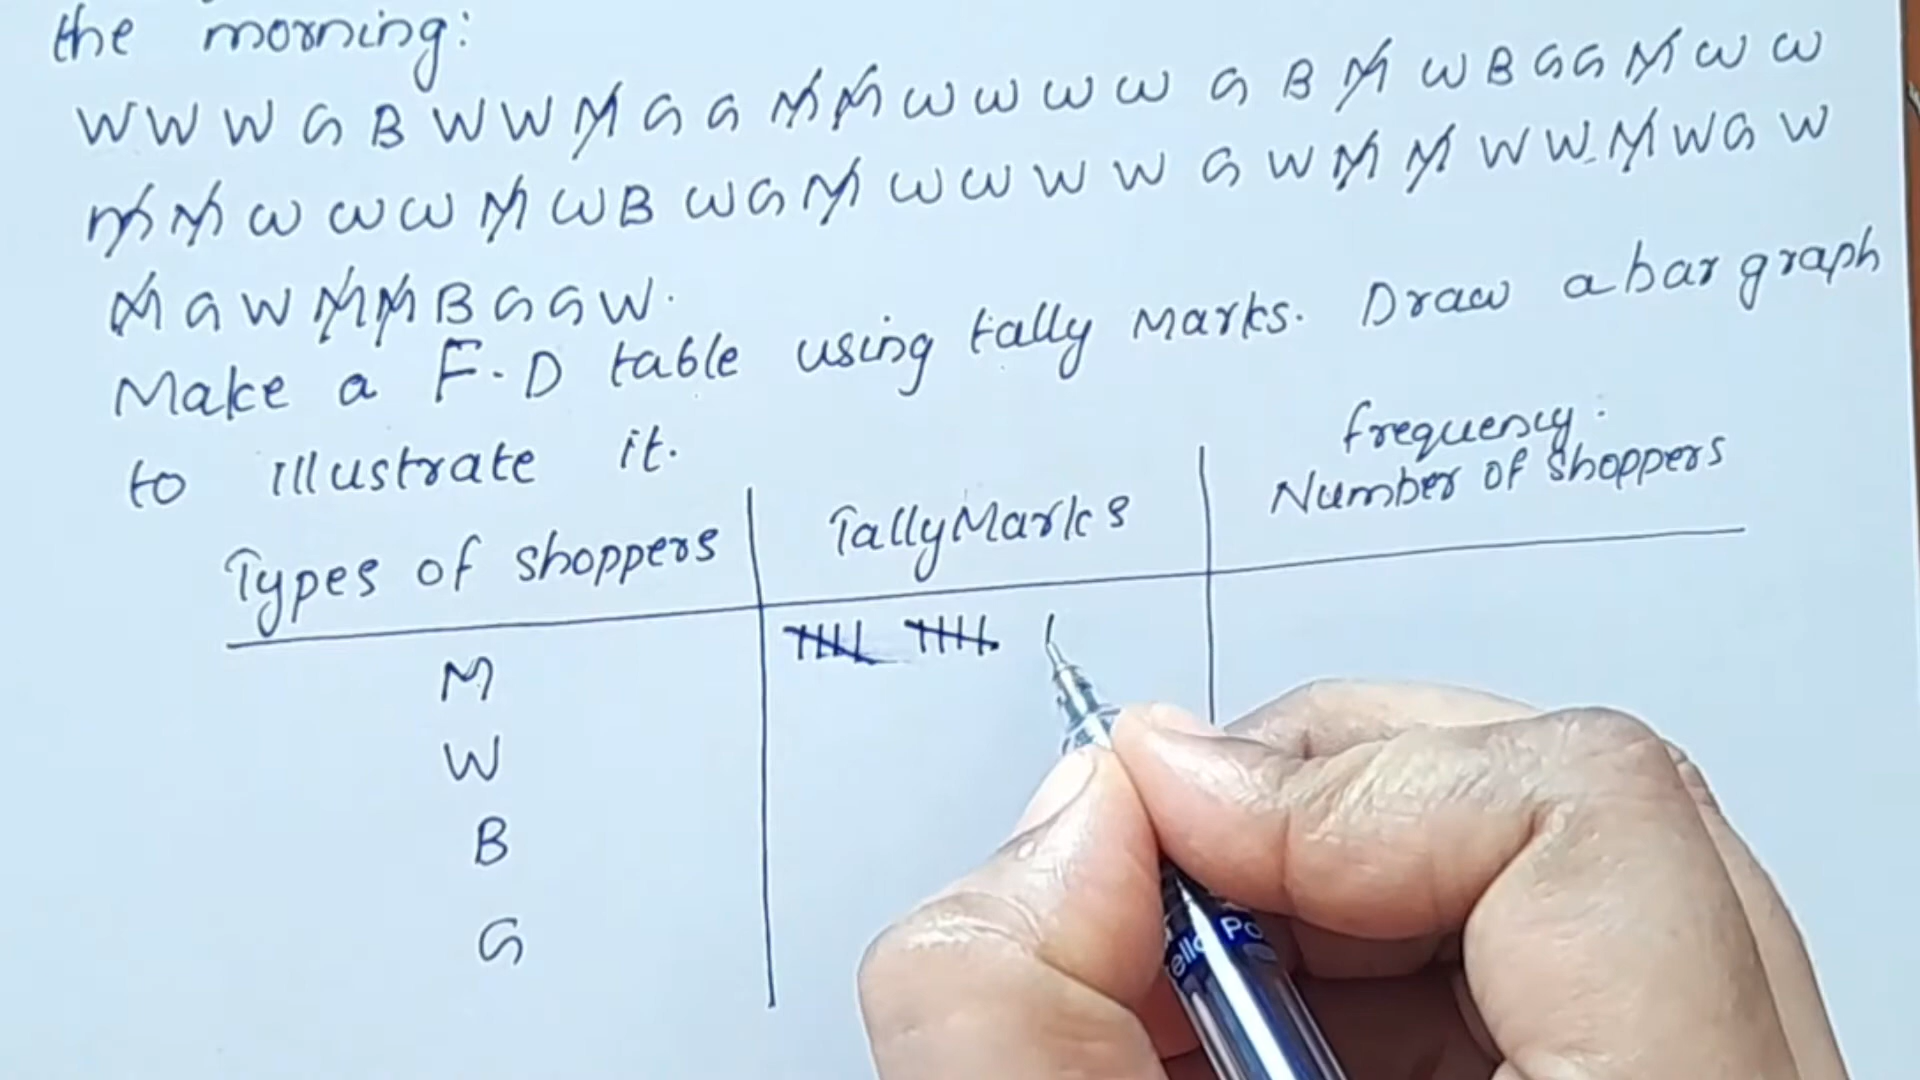 the morning:
W W W G B W W M G G M M W W W W G B M W B G G M W W
M M W W W M W B W G M W W W W G W M M W W M W G W
M G W M M B G G W.
Make a F.D table using tally Marks. Draw a bar graph
to illustrate it.
Types of shoppers Tally Marks frequency. Number of shoppers
M
W
B
G